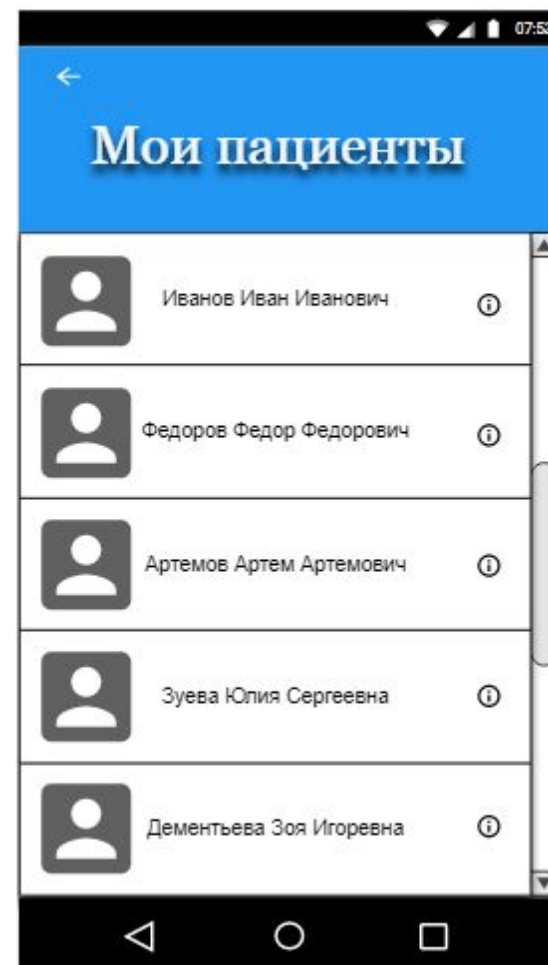 07:52
Мои пациенты
Иванов Иван Иванович
Федоров Федор Федорович
Артемов Артем Артемович
Зуева Юлия Сергеевна
Дементьева Зоя Игоревна